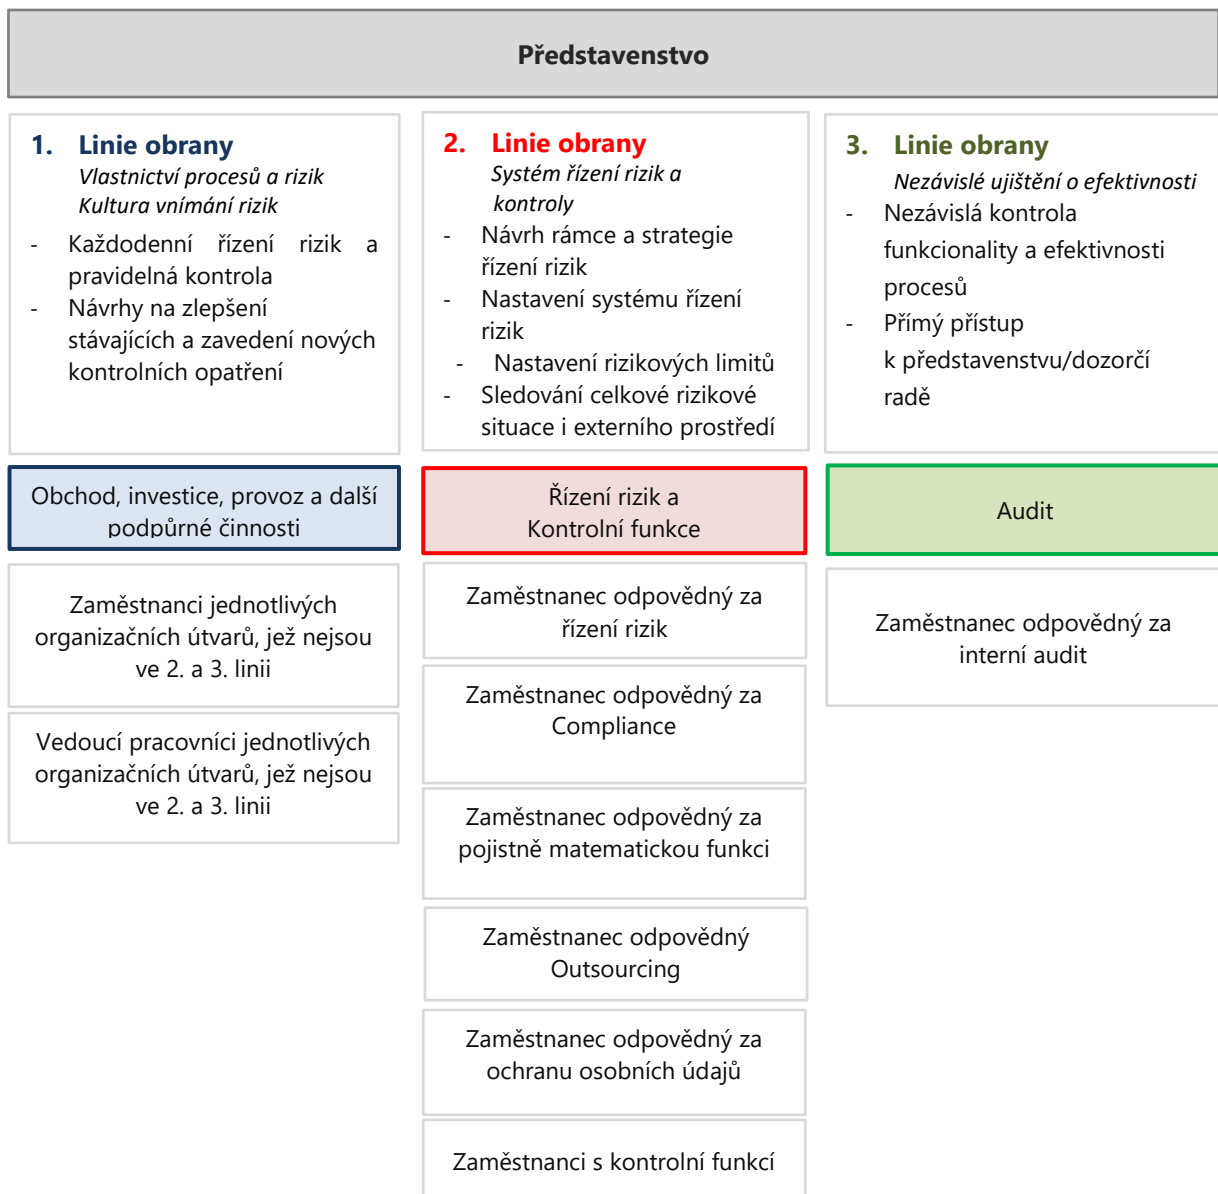 Představenstvo
1. Linie obrany
Vlastnictví procesů a rizik
Kultura vnímání rizik
- Každodenní řízení rizik a
pravidelná kontrola
- Návrhy na zlepšení
stávajících a zavedení nových
kontrolních opatření
2. Linie obrany
Systém řízení rizik a
kontroly
- Návrh rámce a strategie
řízení rizik
- Nastavení systému řízení
rizik
- Nastavení rizikových limitů
- Sledování celkové rizikové
situace i externího prostředí
3. Linie obrany
Nezávislé ujištění o efektivnosti
- Nezávislá kontrola
funkcionality a efektivnosti
procesů
- Přímý přístup
k představenstvu/dozorčí
radě
Obchod, investice, provoz a další
podpůrné činnosti
Řízení rizik a
Kontrolní funkce
Audit
Zaměstnanci jednotlivých
organizačních útvarů, jež nejsou
ve 2. a 3. linii
Vedoucí pracovníci jednotlivých
organizačních útvarů, jež nejsou
ve 2. a 3. linii
Zaměstnanec odpovědný za
řízení rizik
Zaměstnanec odpovědný za
Compliance
Zaměstnanec odpovědný za
pojistně matematickou funkci
Zaměstnanec odpovědný
Outsourcing
Zaměstnanec odpovědný za
ochranu osobních údajů
Zaměstnanci s kontrolní funkcí
Zaměstnanec odpovědný za
interní audit